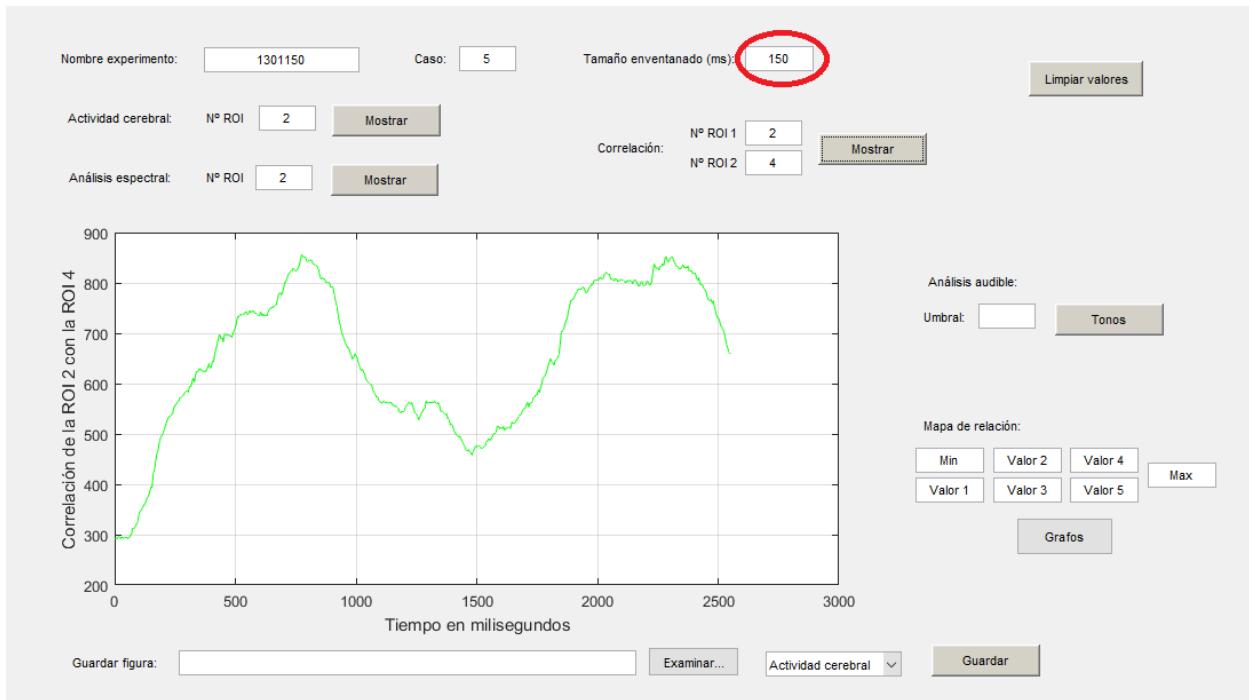 Nombre experimento: 1301150 Caso: 5 Tamaño enventanado (ms): 150
Limpiar valores
Actividad cerebral: Nº ROI 2 Mostrar
Correlación: Nº ROI 1 2 Mostrar
Nº ROI 2 4
Análisis espectral: Nº ROI 2 Mostrar
Correlación de la ROI 2 con la ROI 4
900
800
700
600
500
400
300
200
0 500 1000 1500 2000 2500 3000
Tiempo en milisegundos
Análisis audible:
Umbral: Tonos
Mapa de relación:
Min Valor 2 Valor 4 Max
Valor 1 Valor 3 Valor 5
Grafos
Guardar figura: Examinar... Actividad cerebral Guardar